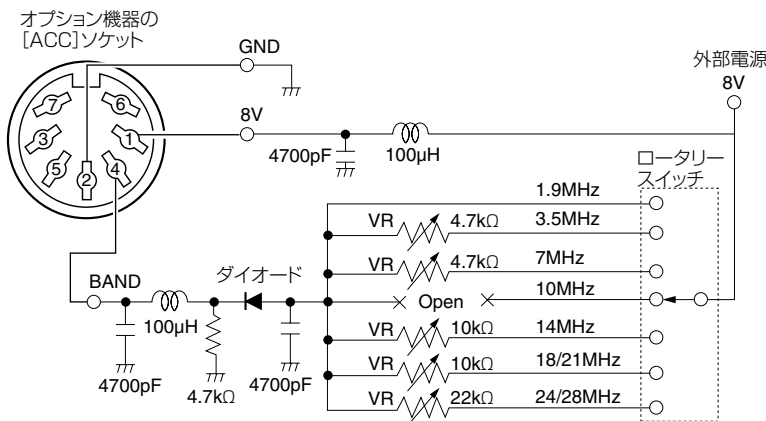 オプション機器の
[ACC]ソケット
GND
外部電源
8V
7
6
3
1
5
4
2
8V
4700pF
100μH
ロータリー
スイッチ
1.9MHz
VR 4.7kΩ 3.5MHz
VR 4.7kΩ 7MHz
BAND
ダイオード
Open
10MHz
100μH
VR 10kΩ 14MHz
4700pF
4.7kΩ
4700pF
VR 10kΩ 18/21MHz
VR 22kΩ 24/28MHz